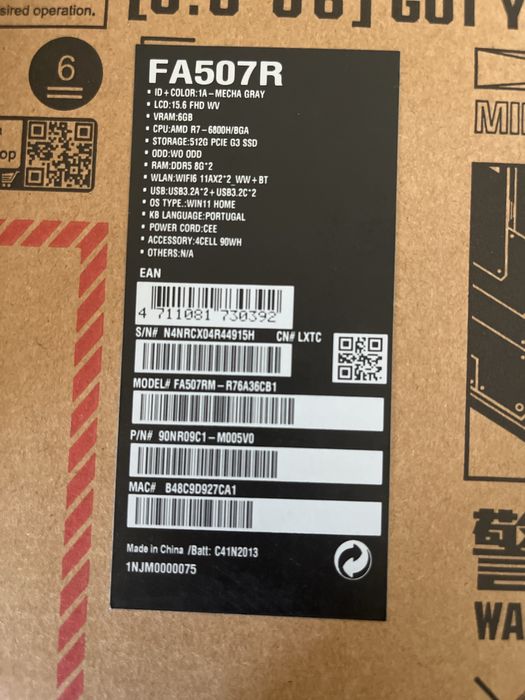 sired operation.
6
op
FA507R
• ID+COLOR:1A-MECHA GRAY
• LCD:15.6 FHD WV
• VRAM:6GB
• CPU:AMD R7-6800H/BGA
• STORAGE:512G PCIE G3 SSD
• ODD:WO ODD
• RAM:DDR5 8G*2
• WLAN:WIFI6 11AX2*2_WW+BT
• USB:USB3.2A*2+USB3.2C*2
• OS TYPE.:WIN11 HOME
• KB LANGUAGE:PORTUGAL
• POWER CORD:CEE
• ACCESSORY:4CELL 90WH
• OTHERS:N/A
EAN
4 711081 730392
S/N# N4NRCX04R44915H CN# LXTC
MODEL# FA507RM-R76A36CB1
P/N# 90NR09C1-M005V0
MAC# B48C9D927CA1
Made in China /Batt: C41N2013
1NJM0000075
警
WA